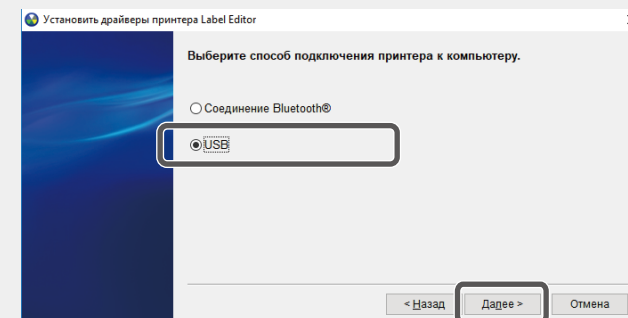 Установить драйверы принтера Label Editor
Выберите способ подключения принтера к компьютеру.
Соединение Bluetooth®
USB
< Назад
Далее >
Отмена